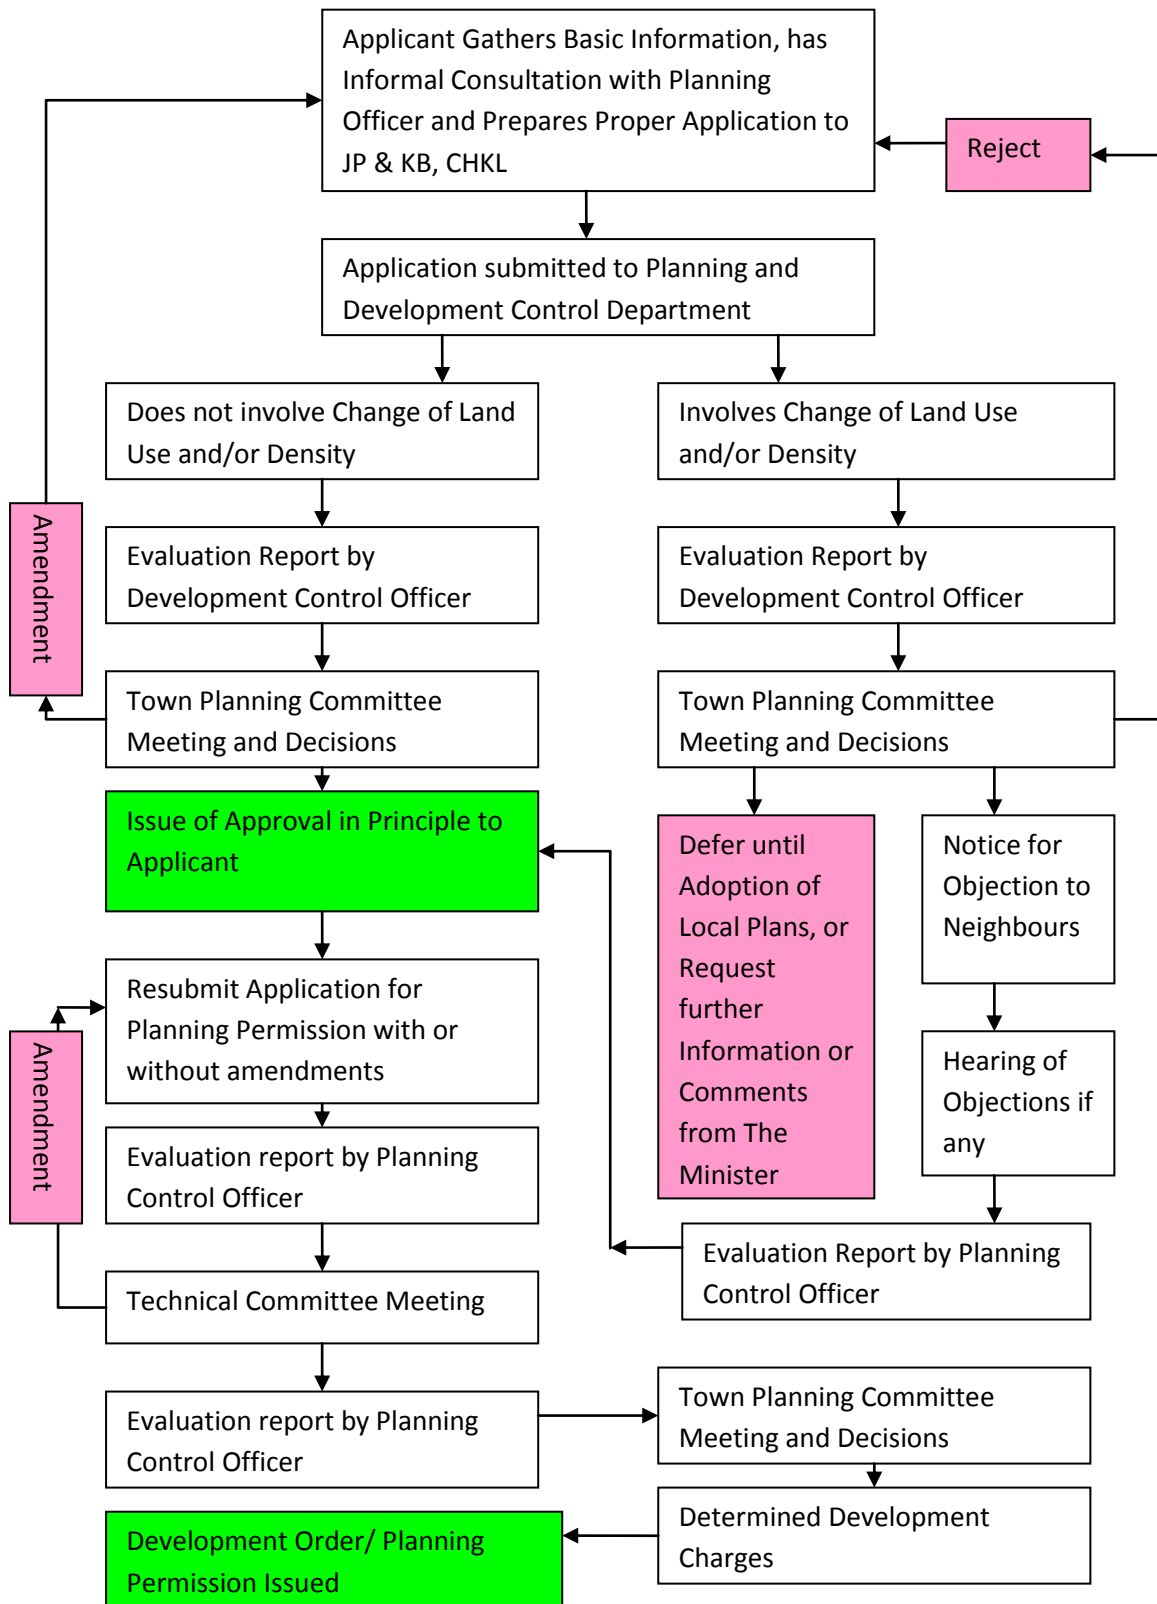 Applicant Gathers Basic Information, has
Informal Consultation with Planning
Officer and Prepares Proper Application to
JP & KB, CHKL
Reject
Application submitted to Planning and
Development Control Department
Does not involve Change of Land
Use and/or Density
Involves Change of Land Use
and/or Density
Amendment
Evaluation Report by
Development Control Officer
Evaluation Report by
Development Control Officer
Town Planning Committee
Meeting and Decisions
Town Planning Committee
Meeting and Decisions
Issue of Approval in Principle to
Applicant
Defer until
Adoption of
Local Plans, or
Request
further
Information or
Comments
from The
Minister
Notice for
Objection to
Neighbours
Resubmit Application for
Planning Permission with or
without amendments
Amendment
Hearing of
Objections if
any
Evaluation report by Planning
Control Officer
Evaluation Report by Planning
Control Officer
Technical Committee Meeting
Evaluation report by Planning
Control Officer
Town Planning Committee
Meeting and Decisions
Determined Development
Charges
Development Order/ Planning
Permission Issued